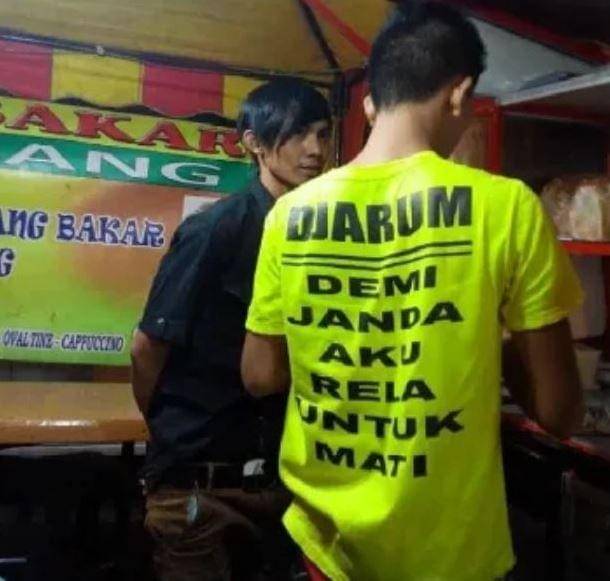 BAKAR
ANG
ANG BAKAR
G
OVALTINE - CAPPUCCINO
DJARUM
DEMI
JANDA
AKU
RELA
UNTUK
MATI